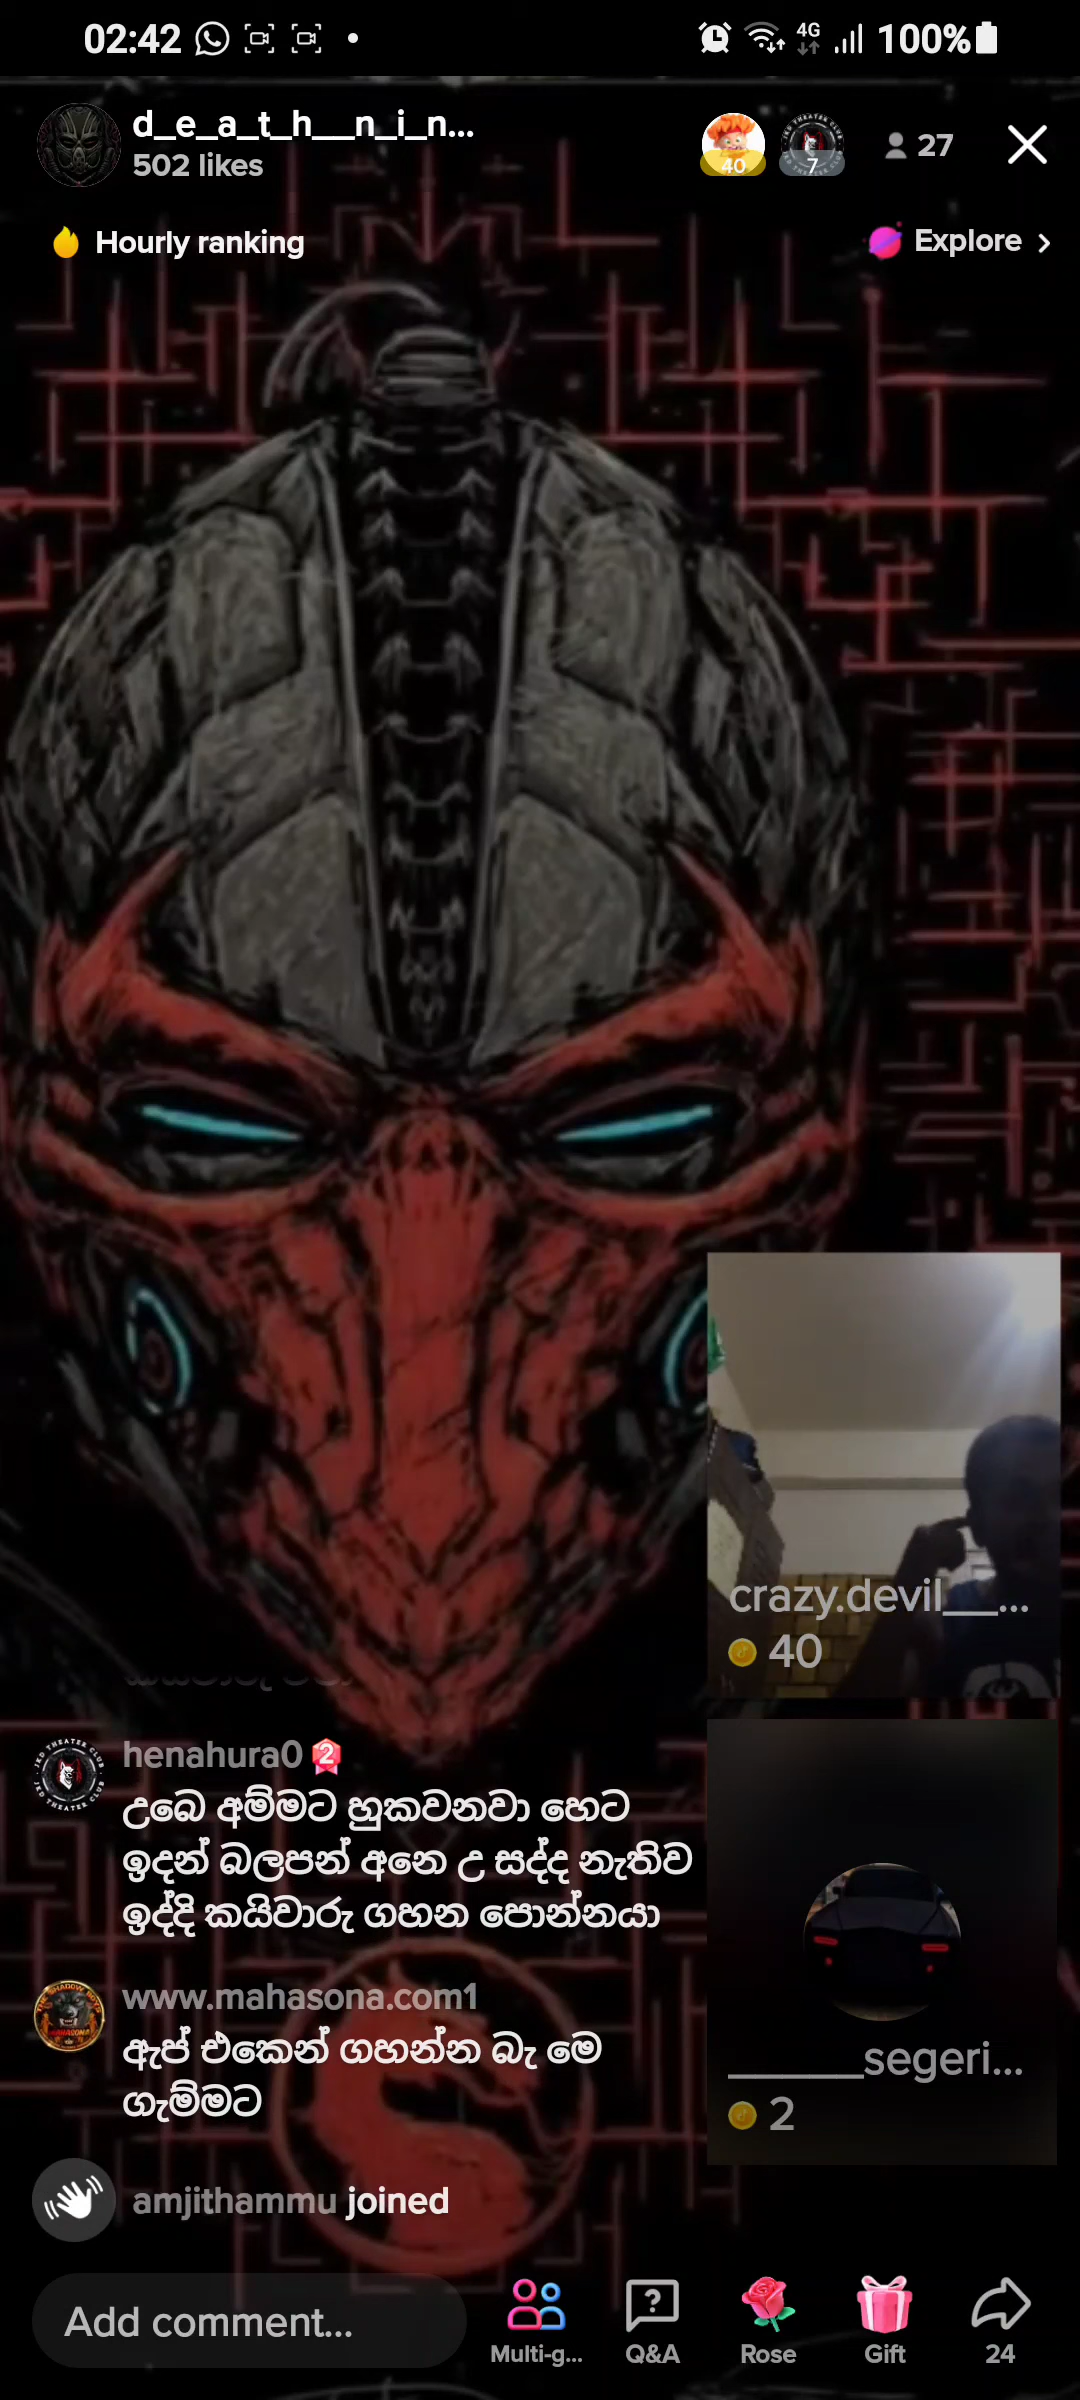 02:42
4G
100%
d_e_a_t_h__n_i_n...
502 likes
40
7
27
Hourly ranking
Explore
crazy.devil___...
40
henahura0 2
උබෙ අම්මට හුකවනවා හෙට
ඉදන් බලපන් අනෙ උ සද්ද නැතිව
ඉද්දි කයිවාරු ගහන පොන්නයා
www.mahasona.com1
ඇප් එකෙන් ගහන්න බැ මෙ
ගැම්මට
______segeri...
2
amjithammu joined
Add comment...
Multi-g...
Q&A
Rose
Gift
24